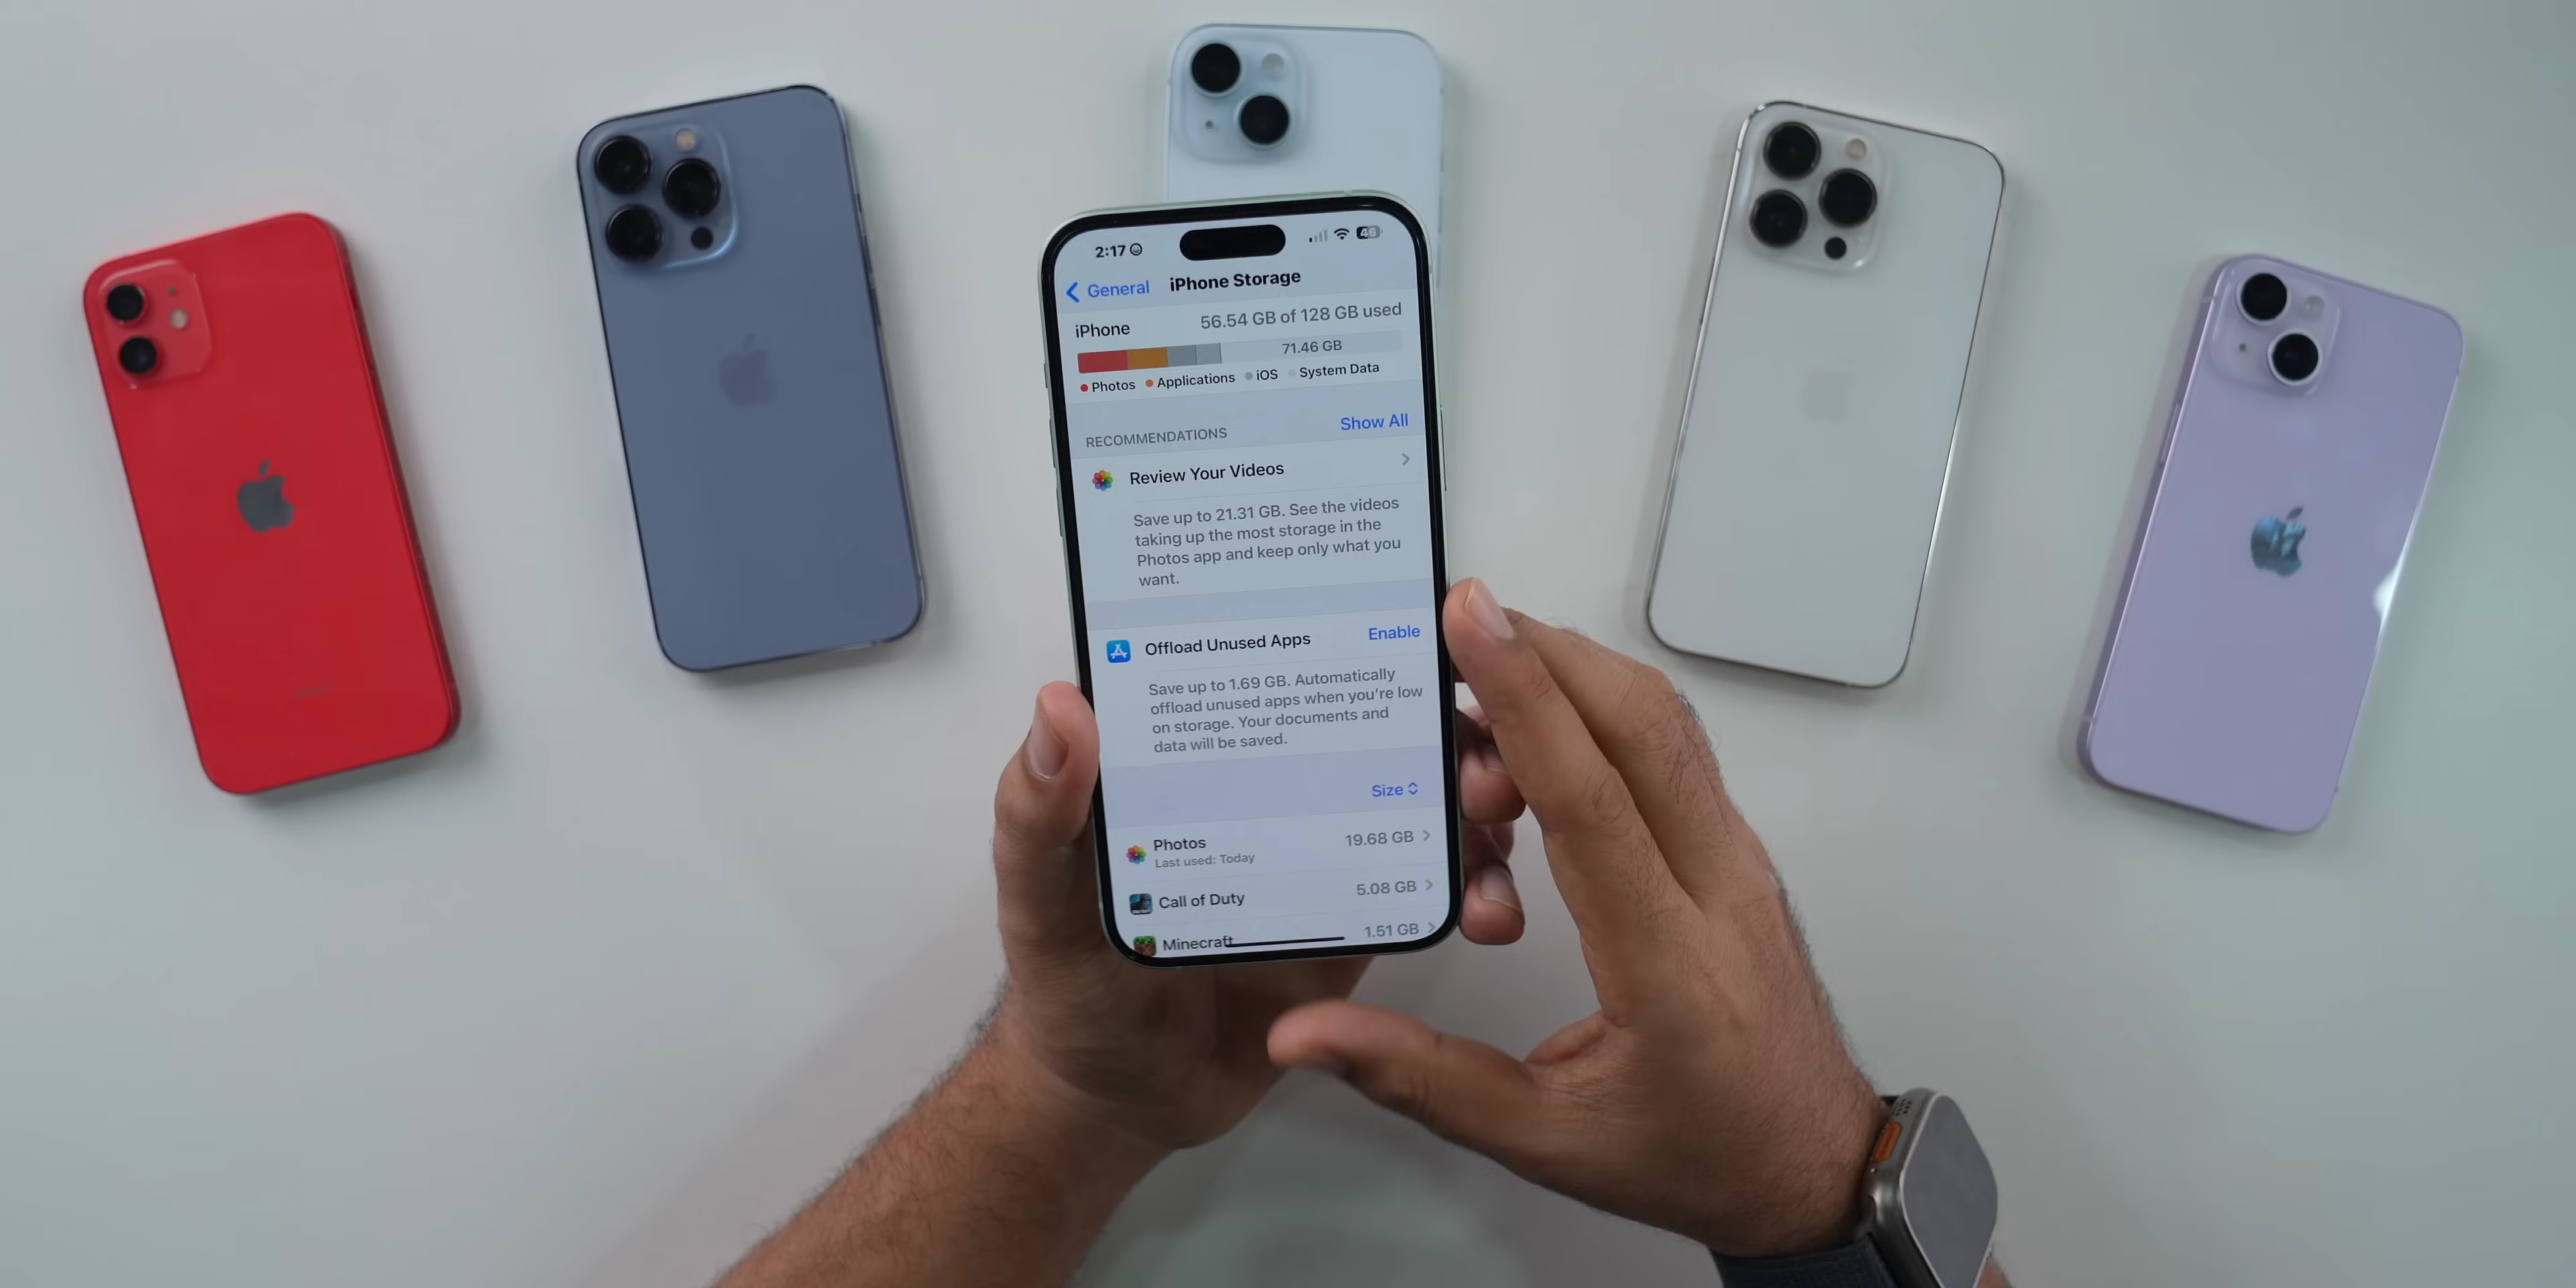 2:17
46
General
iPhone Storage
iPhone
56.54 GB of 128 GB used
71.46 GB
Photos Applications iOS System Data
RECOMMENDATIONS
Show All
Review Your Videos
Save up to 21.31 GB. See the videos
taking up the most storage in the
Photos app and keep only what you
want.
Offload Unused Apps
Enable
Save up to 1.69 GB. Automatically
offload unused apps when you're low
on storage. Your documents and
data will be saved.
Size
Photos
19.68 GB
Last used: Today
Call of Duty
5.08 GB
Minecraft
1.51 GB